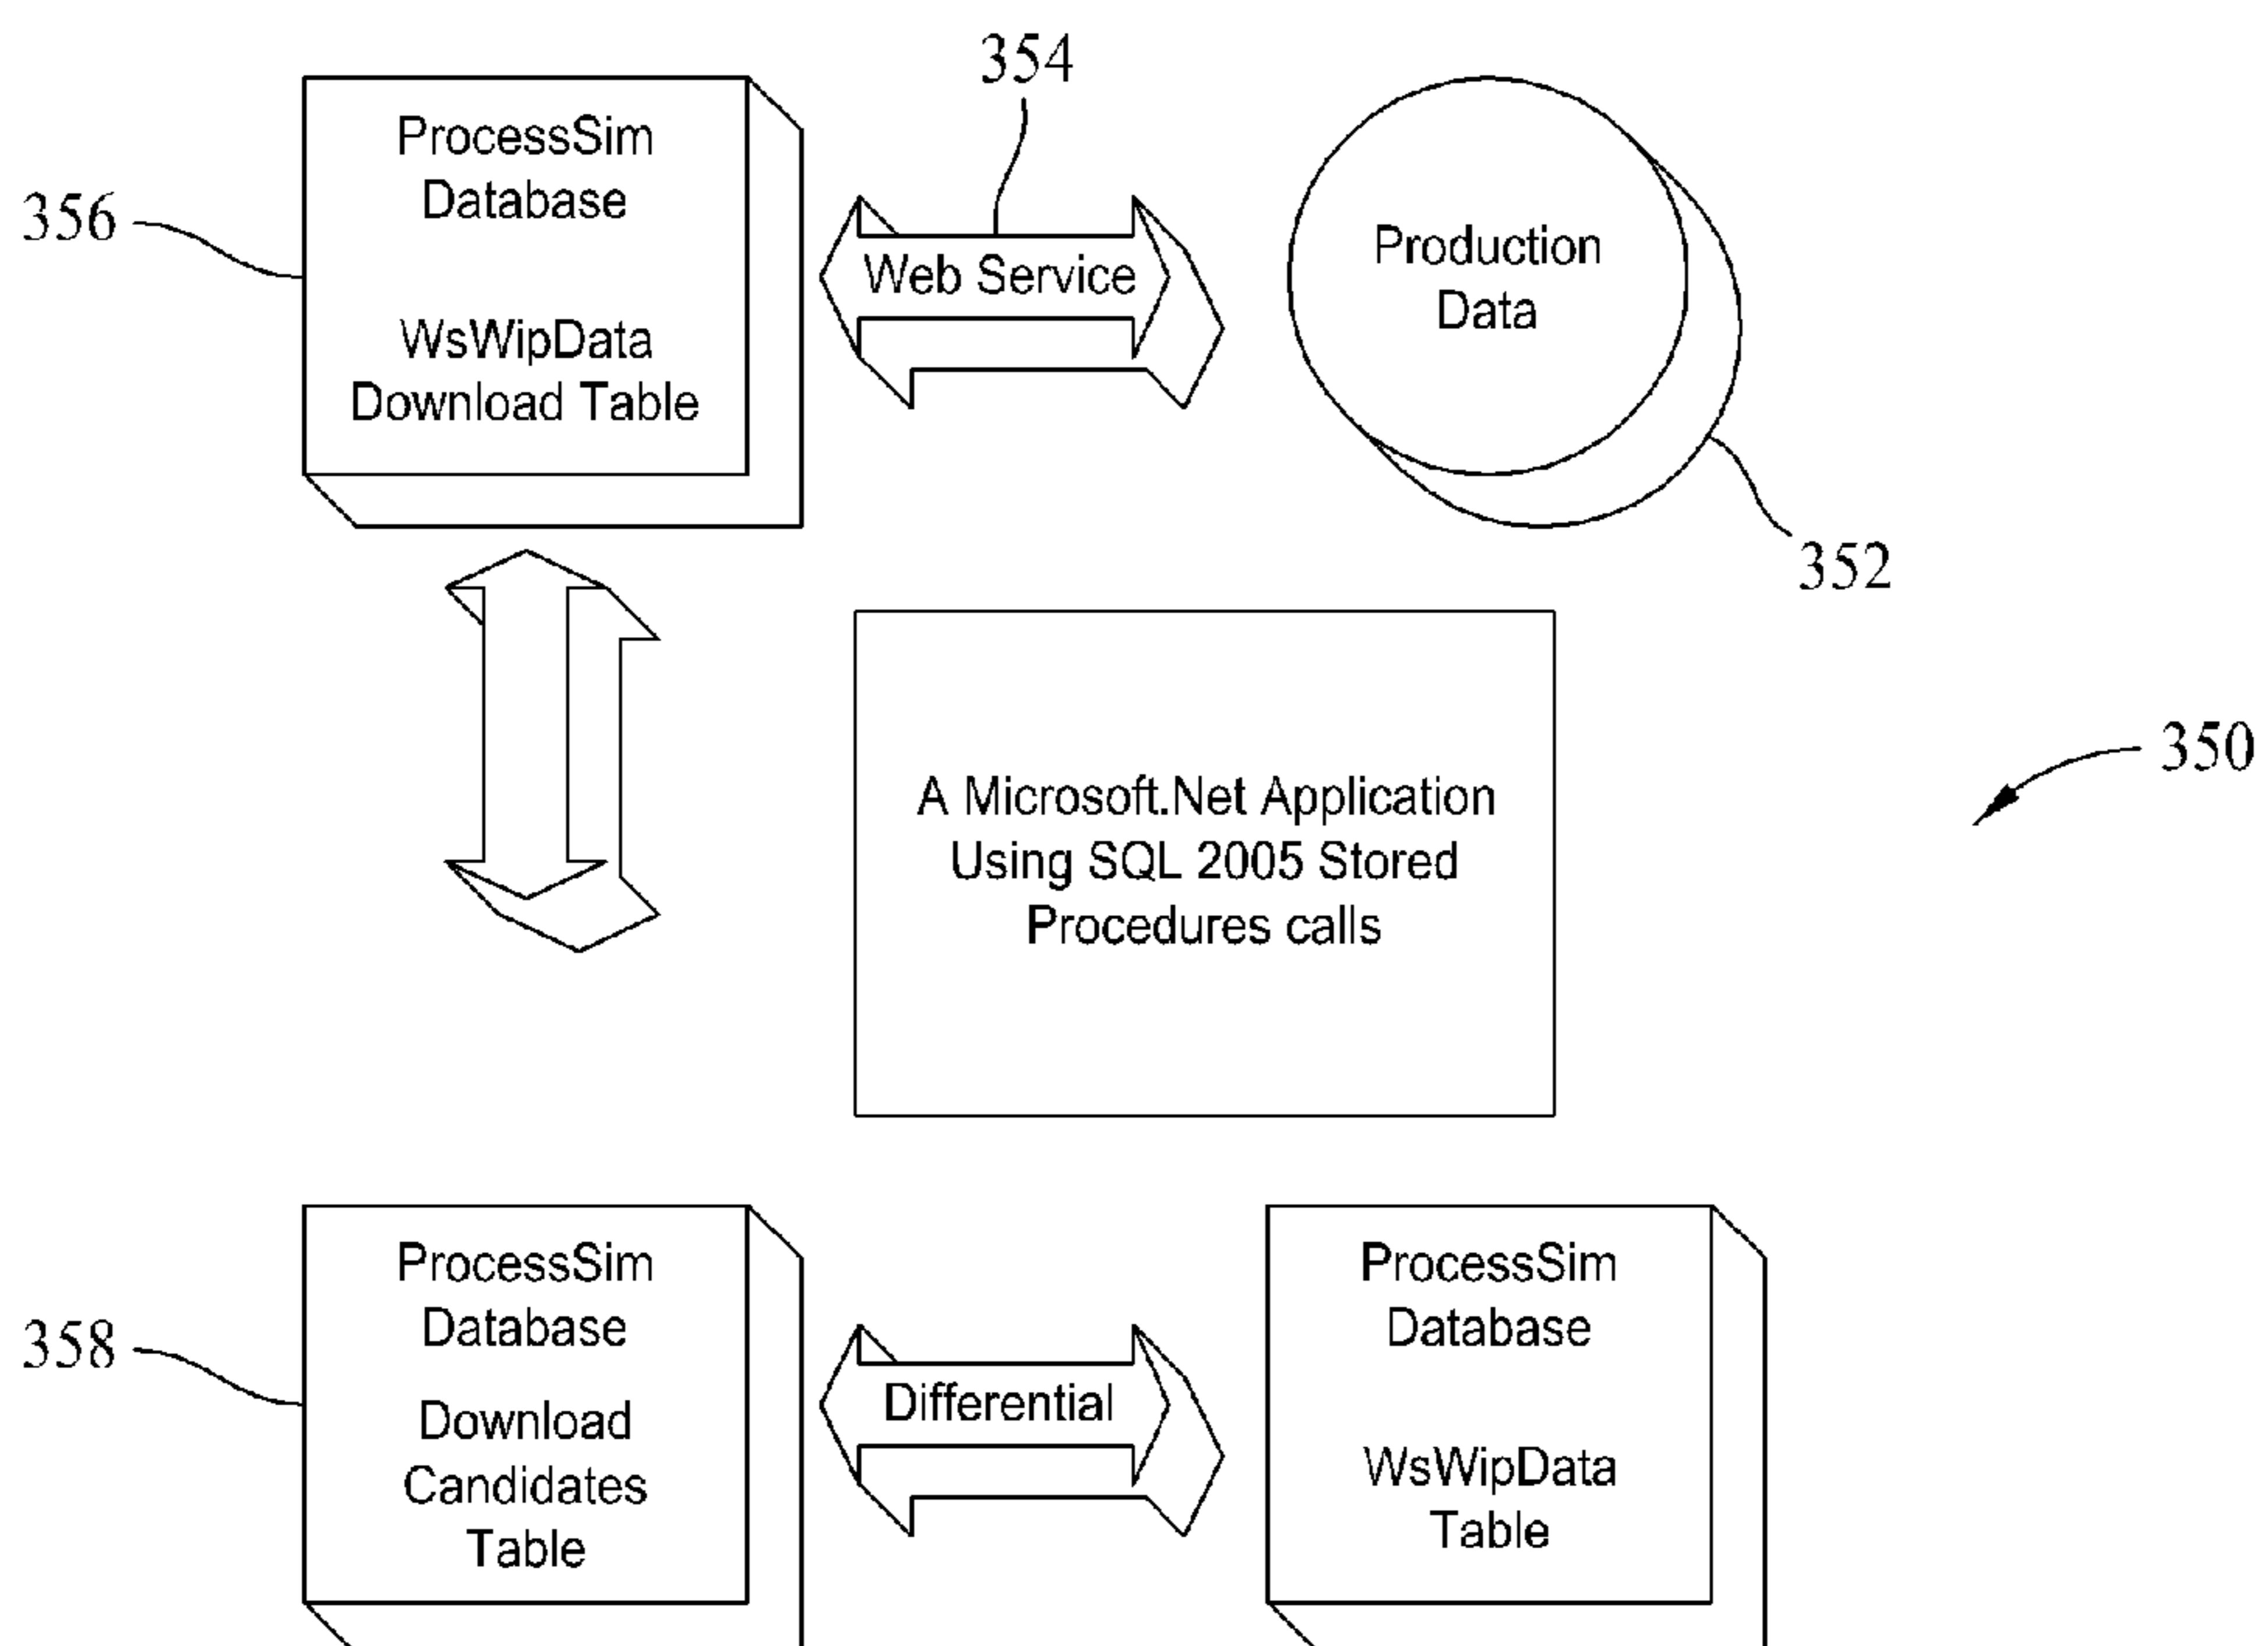 354
ProcessSim
Database
WsWipData
Download Table
356
Web Service
Production
Data
352
A Microsoft.Net Application
Using SQL 2005 Stored
Procedures calls
350
ProcessSim
Database
Download
Candidates
Table
358
Differential
ProcessSim
Database
WsWipData
Table